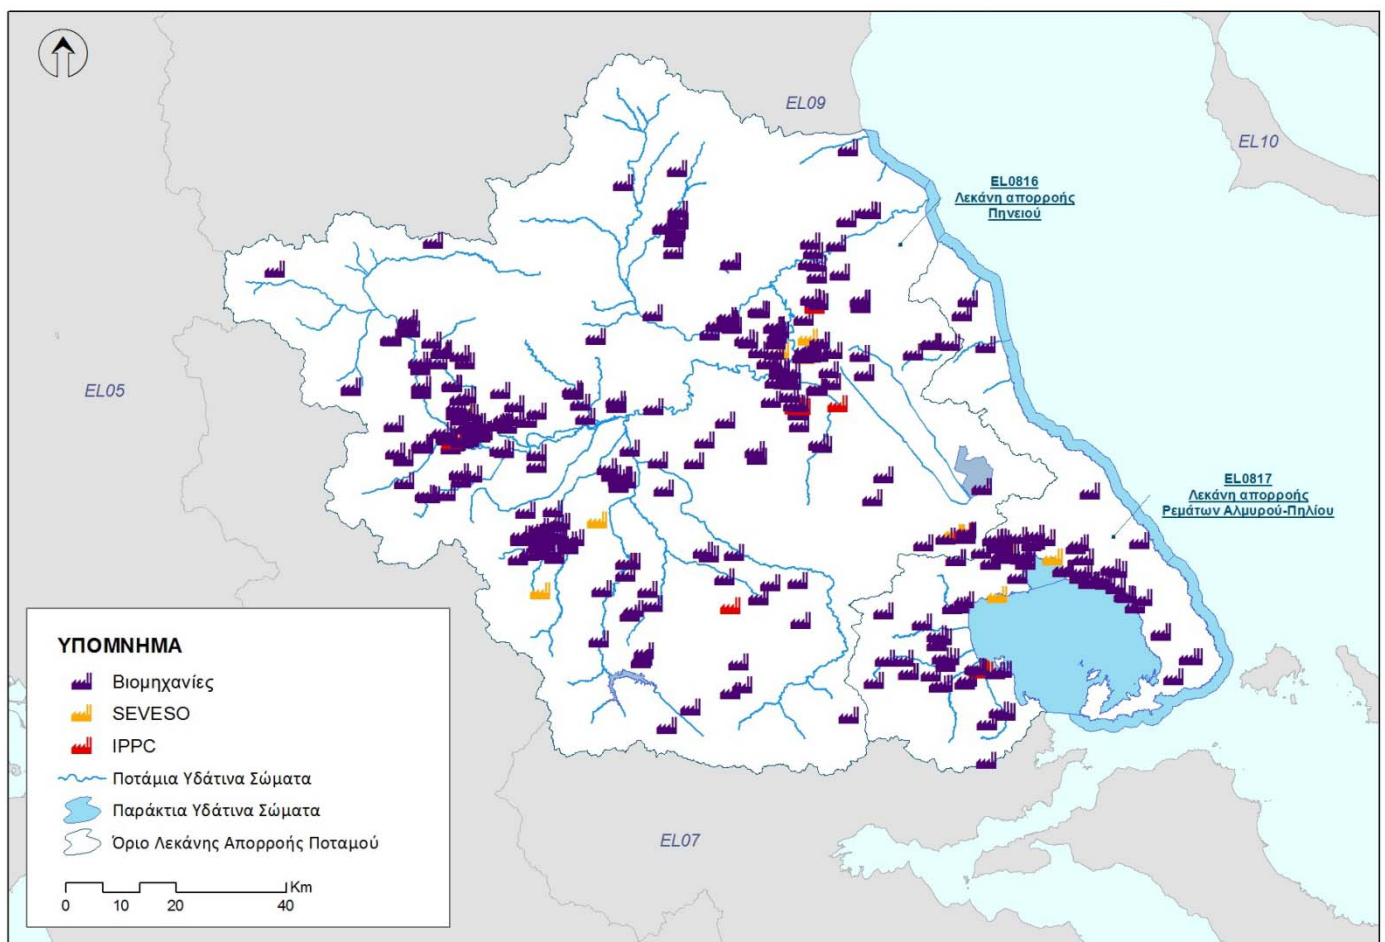 EL09
EL10
EL0816
Λεκάνη απορροής
Πηνειού
EL05
EL0817
Λεκάνη απορροής
Ρεμάτων Αλμυρού-Πηλίου
EL07
ΥΠΟΜΝΗΜΑ
Βιομηχανίες
SEVESO
IPPC
Ποτάμια Υδάτινα Σώματα
Παράκτια Υδάτινα Σώματα
Όριο Λεκάνης Απορροής Ποταμού
Km
0 10 20 40